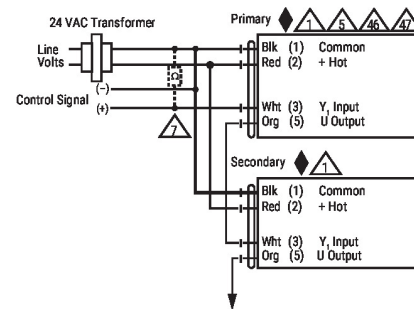 24 VAC Transformer
Primary 1 5 46 47
Line
Volts
Blk (1) Common
Red (2) + Hot
Control Signal (–)
(+)
Ω
7
Wht (3) Y₁ Input
Org (5) U Output
Secondary 1
Blk (1) Common
Red (2) + Hot
Wht (3) Y₁ Input
Org (5) U Output